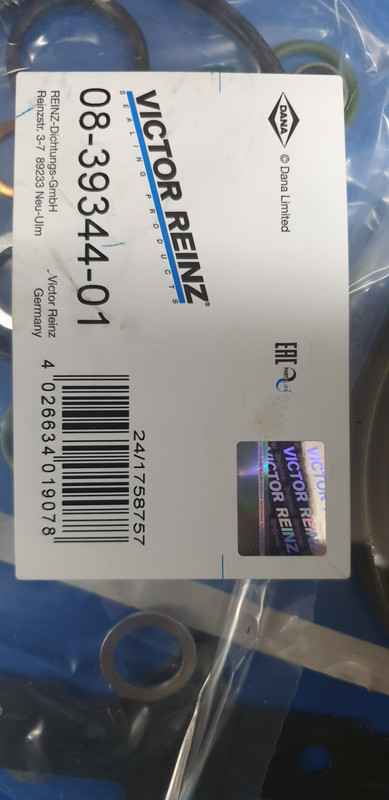 DANA
© Dana Limited
EAC
VICTOR REINZ®
SEALING PRODUCTS
08-39344-01
REINZ-Dichtungs-GmbH
Reinzstr. 3-7 89233 Neu-Ulm
Victor Reinz
Germany
24/1758757
4 026634 019078
VICTOR
VICTOR REINZ
VICTOR REINZ